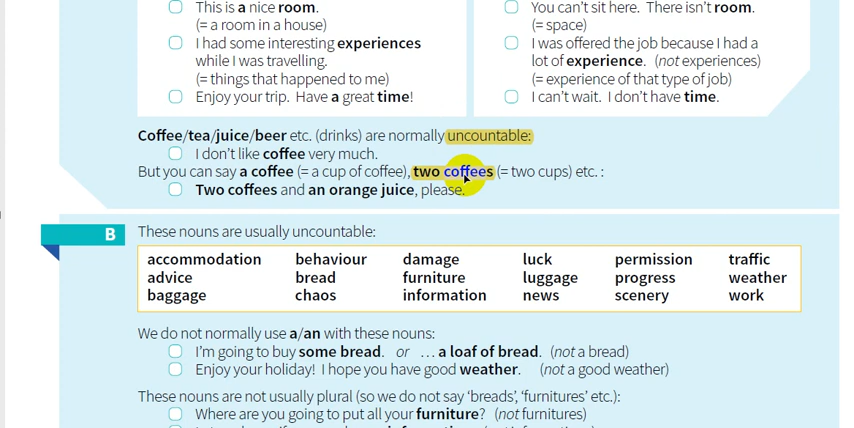 This is a nice room.
(= a room in a house)
I had some interesting experiences
while I was travelling.
(= things that happened to me)
Enjoy your trip. Have a great time!
You can't sit here. There isn't room.
(= space)
I was offered the job because I had a
lot of experience. (not experiences)
(= experience of that type of job)
I can't wait. I don't have time.
Coffee/tea/juice/beer etc. (drinks) are normally uncountable:
I don't like coffee very much.
But you can say a coffee (= a cup of coffee), two coffees (= two cups) etc. :
Two coffees and an orange juice, please.
B
These nouns are usually uncountable:
accommodation behaviour damage luck permission traffic
advice bread furniture luggage progress weather
baggage chaos information news scenery work
We do not normally use a/an with these nouns:
I'm going to buy some bread. or … a loaf of bread. (not a bread)
Enjoy your holiday! I hope you have good weather. (not a good weather)
These nouns are not usually plural (so we do not say 'breads', 'furnitures' etc.):
Where are you going to put all your furniture? (not furnitures)